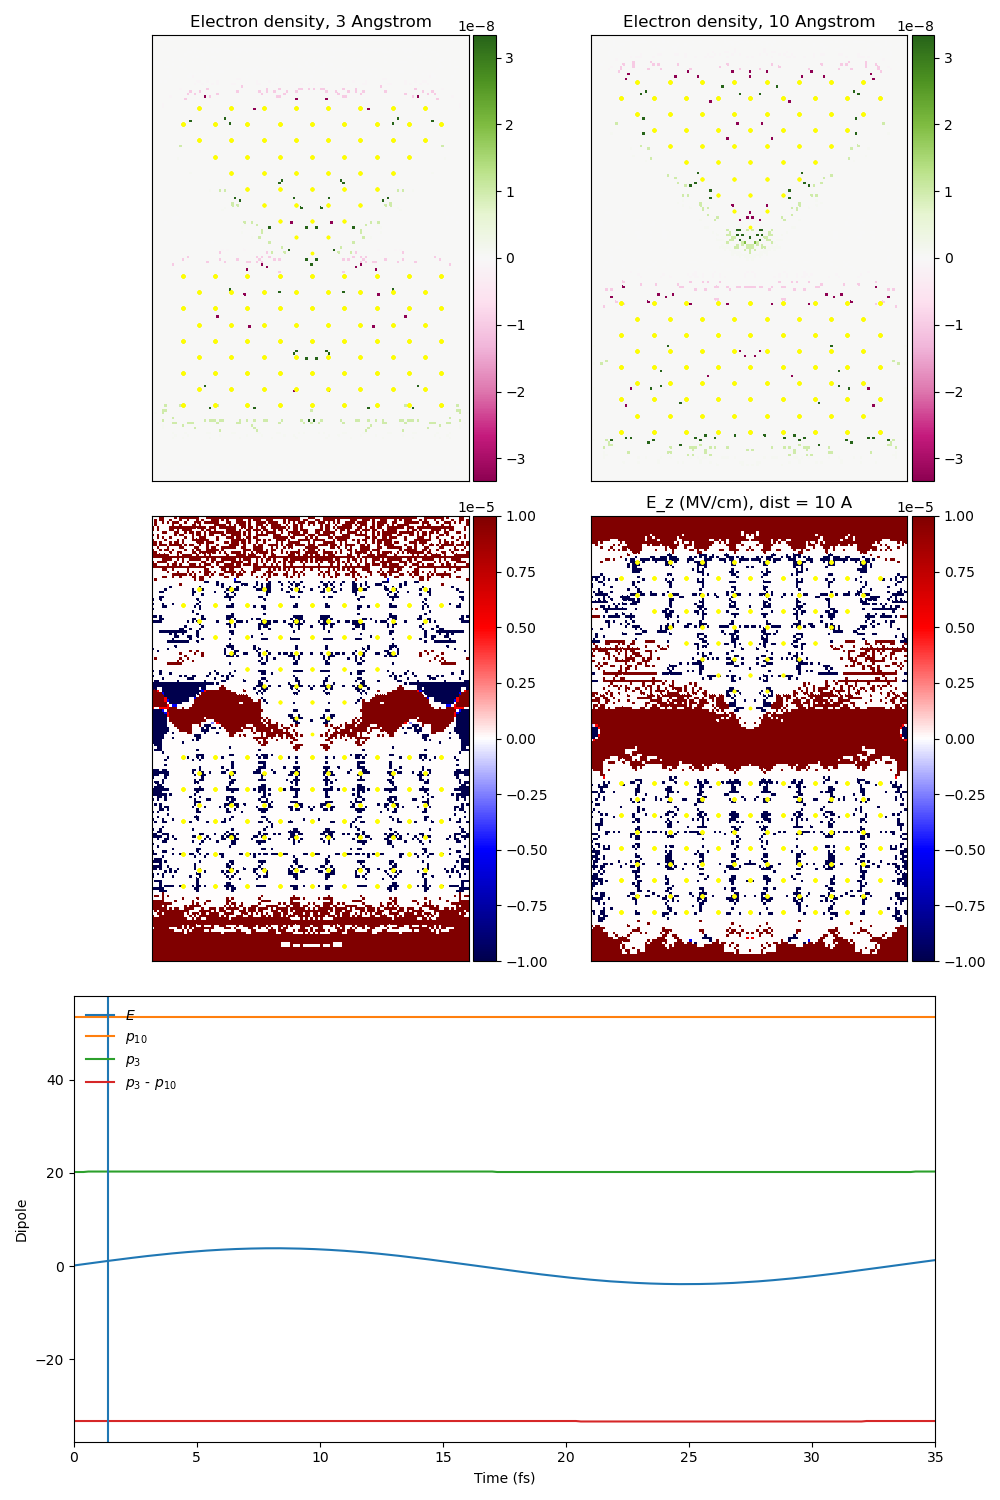 Electron density, 3 Angstrom
1e−8
3
2
1
0
−1
−2
−3
Electron density, 10 Angstrom
1e−8
3
2
1
0
−1
−2
−3
1e−5
1.00
0.75
0.50
0.25
0.00
−0.25
−0.50
−0.75
−1.00
E_z (MV/cm), dist = 10 A
1e−5
1.00
0.75
0.50
0.25
0.00
−0.25
−0.50
−0.75
−1.00
E
p10
p3
p3 - p10
Dipole
40
20
0
−20
0 5 10 15 20 25 30 35
Time (fs)